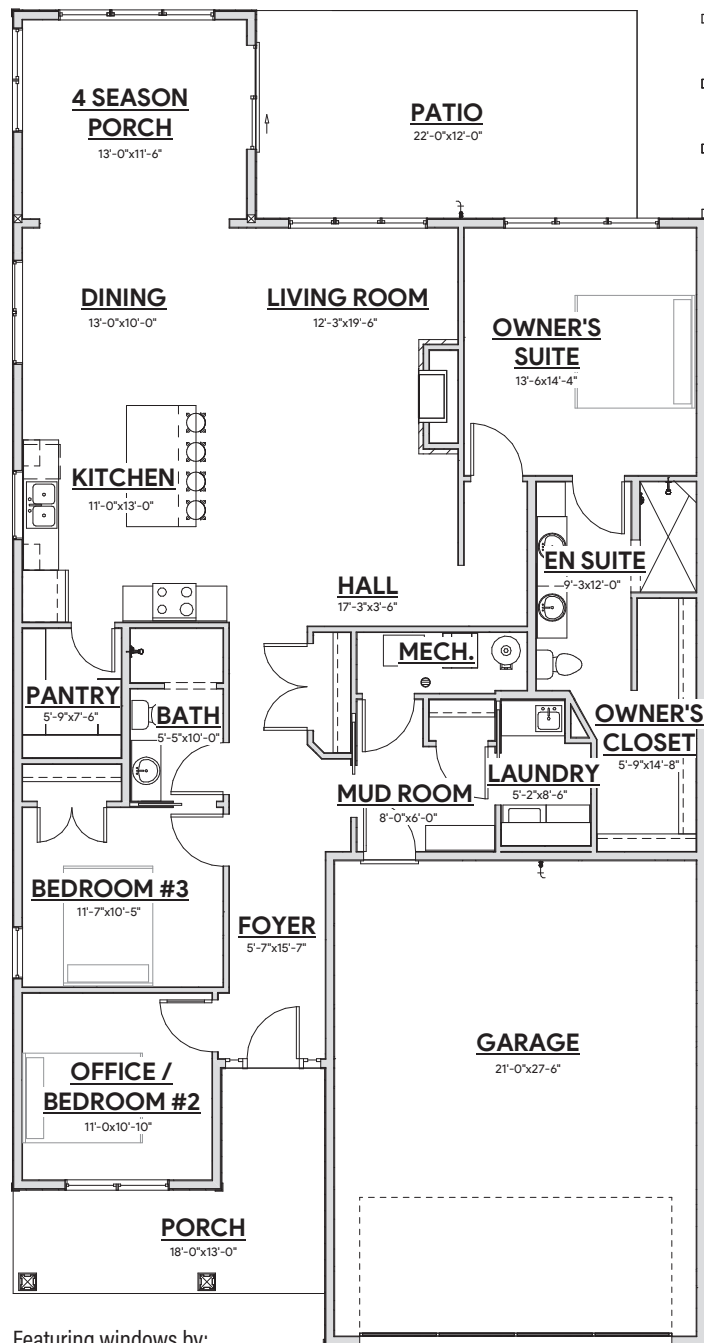 4 SEASON
PORCH
13'-0"x11'-6"
PATIO
22'-0"x12'-0"
DINING
13'-0"x10'-0"
LIVING ROOM
12'-3"x19'-6"
OWNER'S
SUITE
13'-6x14'-4"
KITCHEN
11'-0"x13'-0"
EN SUITE
9'-3x12'-0"
HALL
17'-3"x3'-6"
MECH.
PANTRY
5'-9"x7'-6"
BATH
5'-5"x10'-0"
OWNER'S
CLOSET
5'-9"x14'-8"
LAUNDRY
5'-2"x8'-6"
MUD ROOM
8'-0"x6'-0"
BEDROOM #3
11'-7"x10'-5"
FOYER
5'-7"x15'-7"
GARAGE
21'-0"x27'-6"
OFFICE /
BEDROOM #2
11'-0x10'-10"
PORCH
18'-0"x13'-0"
Featuring windows by: